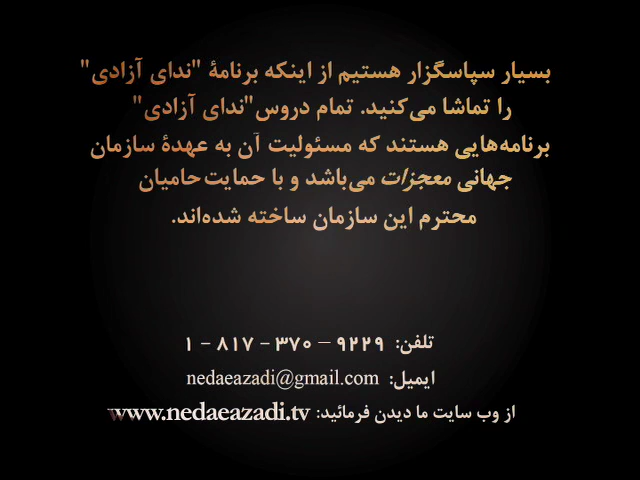 بسیار سپاسگزار هستیم از اینکه برنامهٔ "ندای آزادی"
را تماشا می‌کنید. تمام دروس"ندای آزادی"
برنامه‌هایی هستند که مسئولیت آن به عهدهٔ سازمان
جهانی معجزات می‌باشد و با حمایت حامیان
محترم این سازمان ساخته شده‌اند.
تلفن: ۹۲۲۹ – ۳۷۰ – ۸۱۷ – ۱
ایمیل: nedaeazadi@gmail.com
از وب سایت ما دیدن فرمائید: www.nedaeazadi.tv